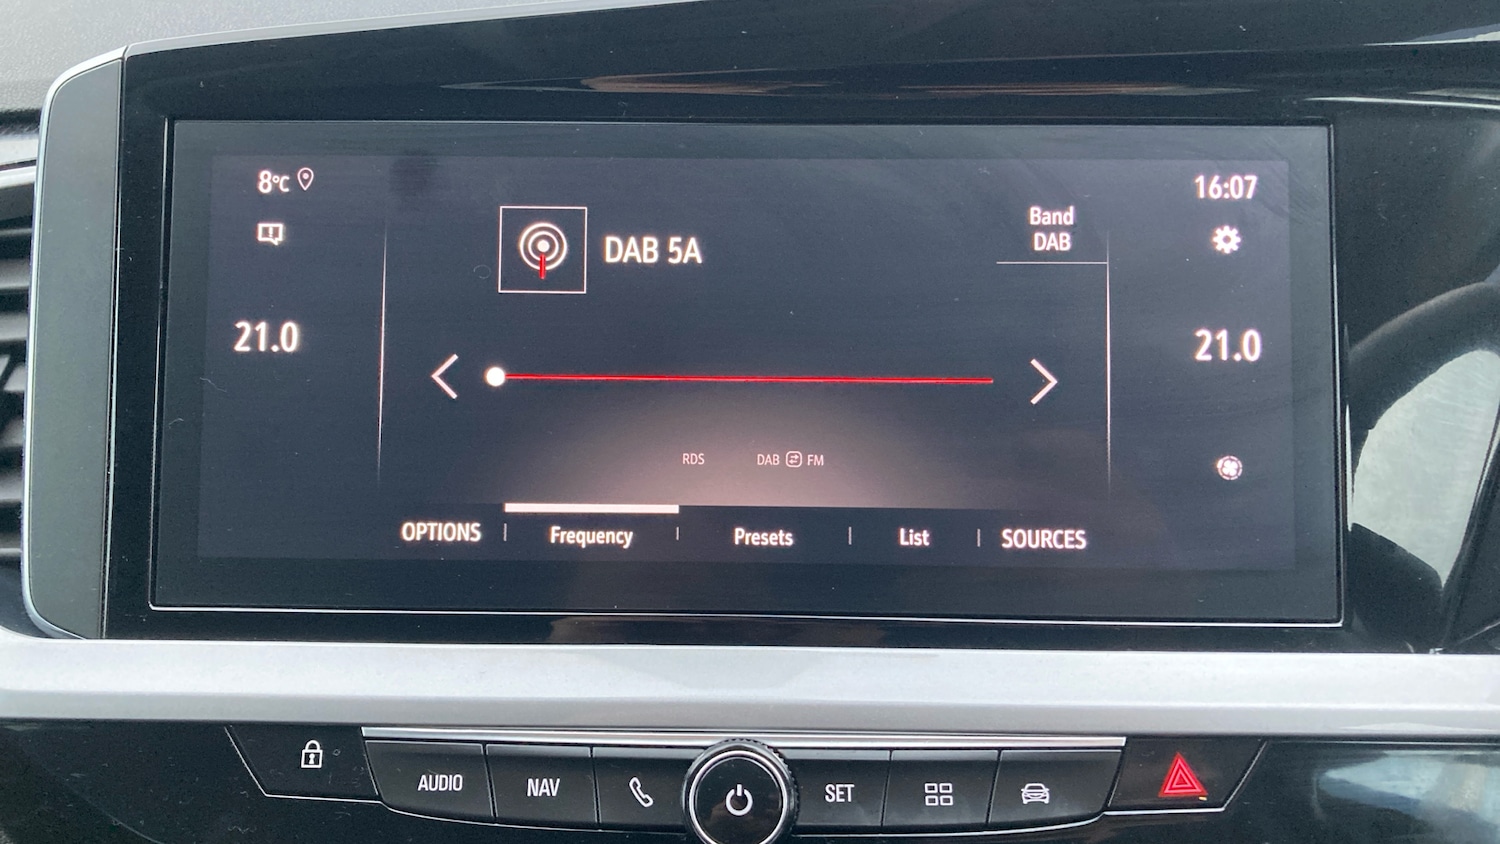 8°C
16:07
DAB 5A
Band
DAB
21.0
21.0
RDS
DAB FM
OPTIONS
Frequency
Presets
List
SOURCES
AUDIO
NAV
SET